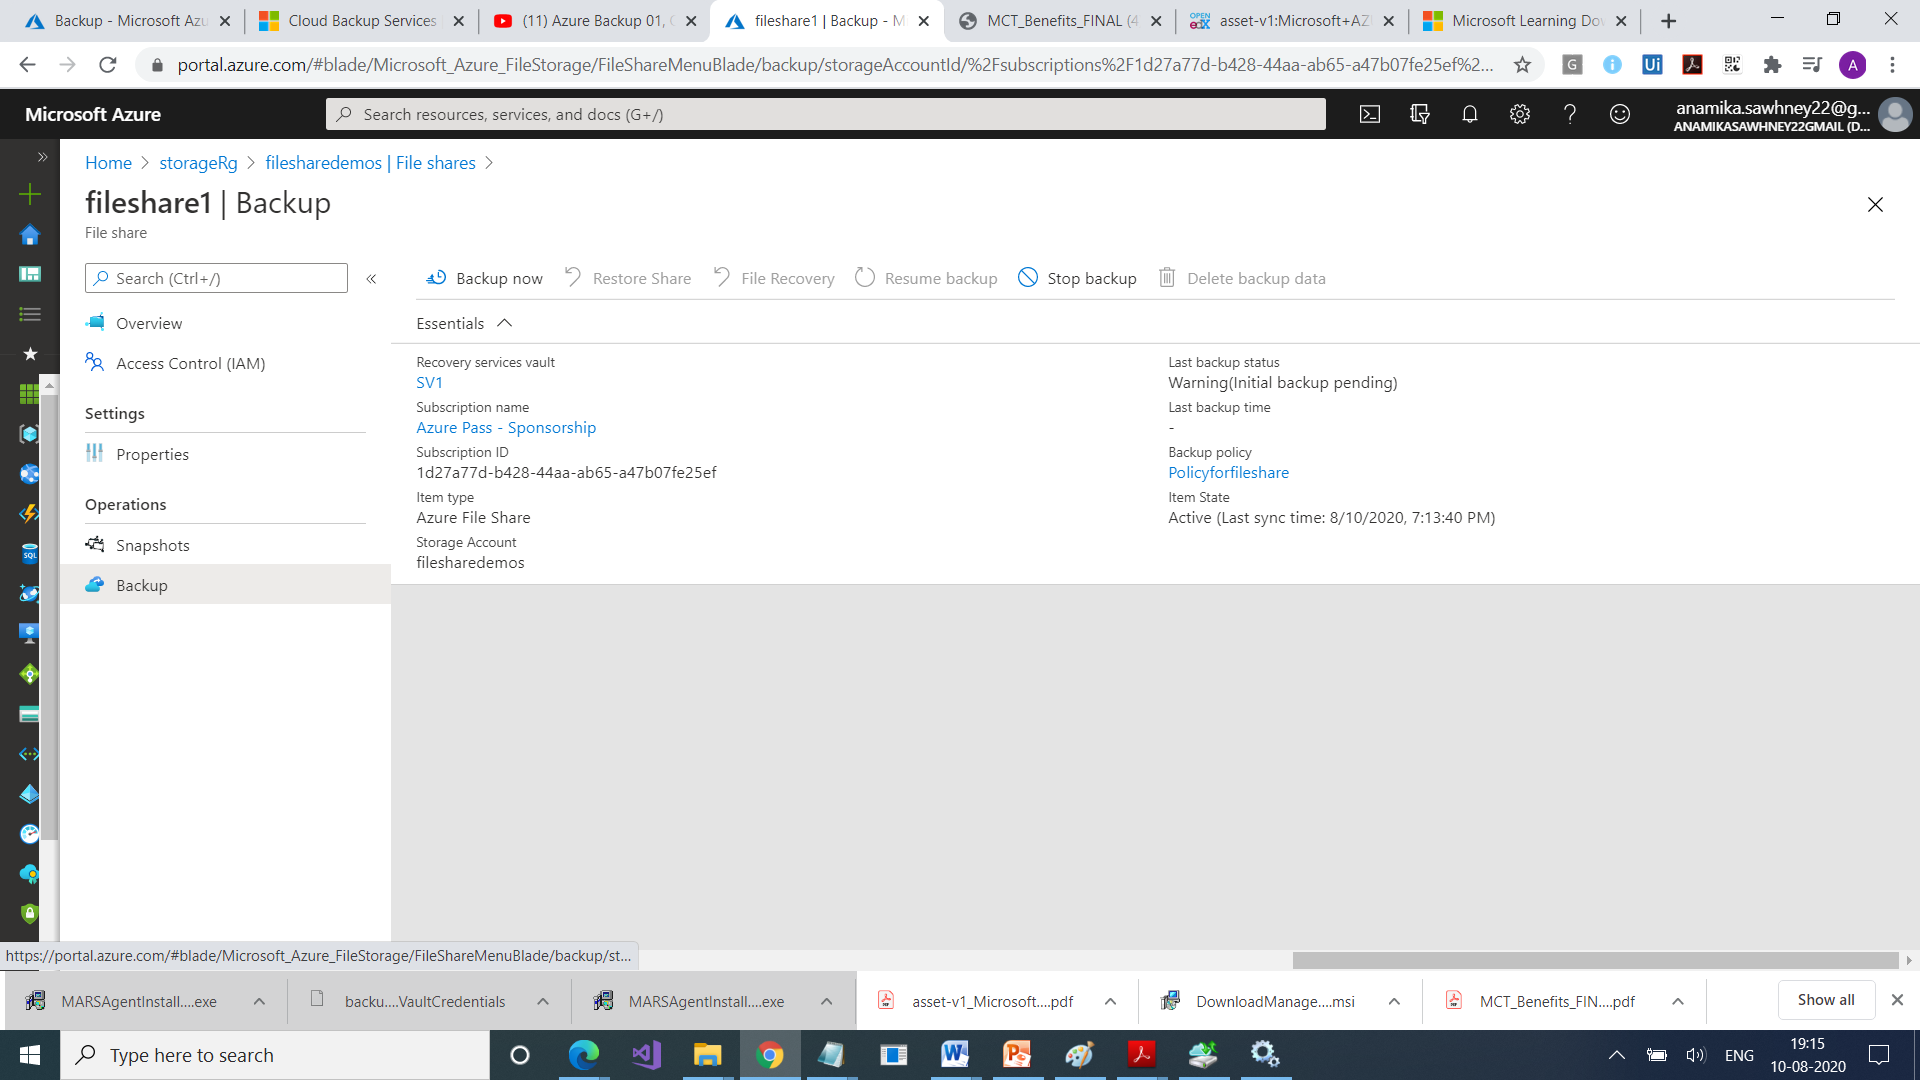 Backup - Microsoft Azu
Cloud Backup Services
(11) Azure Backup 01,
fileshare1 | Backup - M
MCT_Benefits_FINAL (4
asset-v1:Microsoft+AZ
Microsoft Learning Do
portal.azure.com/#blade/Microsoft_Azure_FileStorage/FileShareMenuBlade/backup/storageAccountId/%2Fsubscriptions%2F1d27a77d-b428-44aa-ab65-a47b07fe25ef%2...
Microsoft Azure
Search resources, services, and docs (G+/)
anamika.sawhney22@g...
ANAMIKASAWHNEY22GMAIL (D...
Home > storageRg > filesharedemos | File shares >
fileshare1 | Backup
File share
Search (Ctrl+/)
Backup now
Restore Share
File Recovery
Resume backup
Stop backup
Delete backup data
Overview
Access Control (IAM)
Settings
Properties
Operations
Snapshots
Backup
Essentials
Recovery services vault
SV1
Subscription name
Azure Pass - Sponsorship
Subscription ID
1d27a77d-b428-44aa-ab65-a47b07fe25ef
Item type
Azure File Share
Storage Account
filesharedemos
Last backup status
Warning(Initial backup pending)
Last backup time
-
Backup policy
Policyforfileshare
Item State
Active (Last sync time: 8/10/2020, 7:13:40 PM)
https://portal.azure.com/#blade/Microsoft_Azure_FileStorage/FileShareMenuBlade/backup/st...
MARSAgentInstall....exe
backu....VaultCredentials
MARSAgentInstall....exe
asset-v1_Microsoft....pdf
DownloadManage....msi
MCT_Benefits_FIN....pdf
Show all
Type here to search
ENG
19:15
10-08-2020